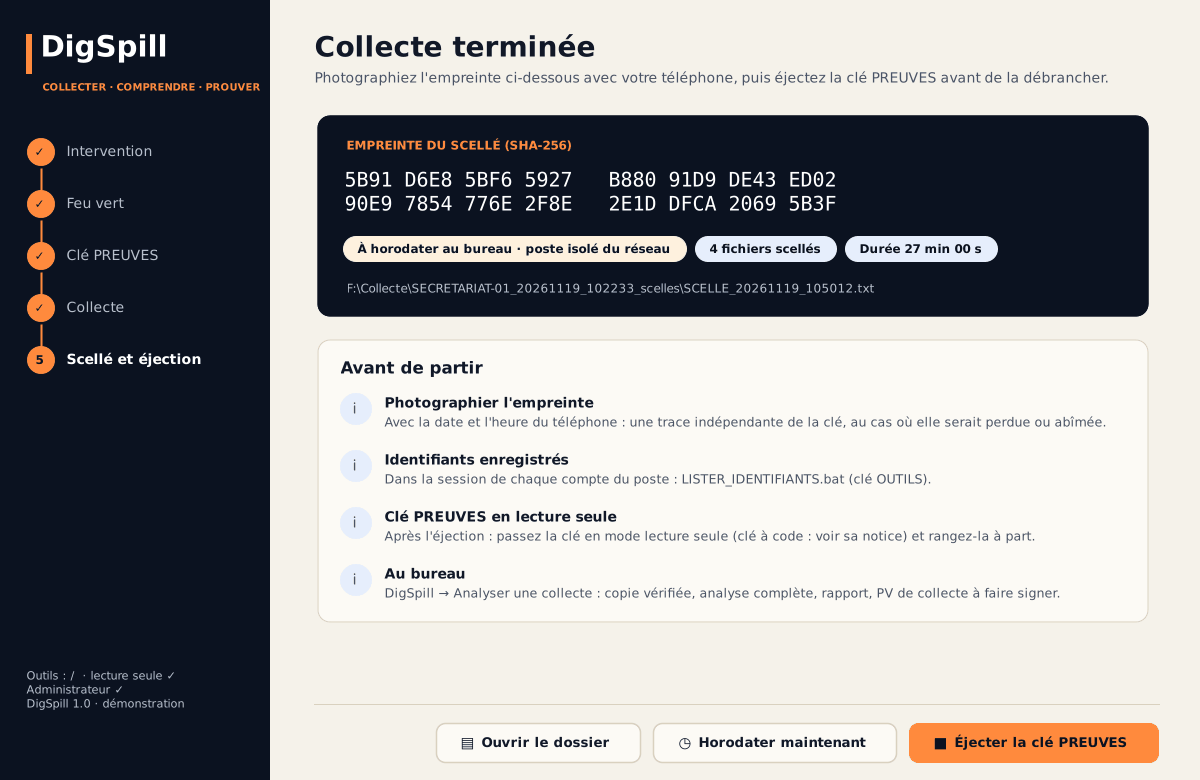 DigSpill
COLLECTER · COMPRENDRE · PROUVER
✓ Intervention
✓ Feu vert
✓ Clé PREUVES
✓ Collecte
5 Scellé et éjection
Outils : / · lecture seule ✓
Administrateur ✓
DigSpill 1.0 · démonstration
Collecte terminée
Photographiez l'empreinte ci-dessous avec votre téléphone, puis éjectez la clé PREUVES avant de la débrancher.
EMPREINTE DU SCELLÉ (SHA-256)
5B91 D6E8 5BF6 5927 B880 91D9 DE43 ED02
90E9 7854 776E 2F8E 2E1D DFCA 2069 5B3F
À horodater au bureau · poste isolé du réseau 4 fichiers scellés Durée 27 min 00 s
F:\Collecte\SECRETARIAT-01_20261119_102233_scelles\SCELLE_20261119_105012.txt
Avant de partir
i Photographier l'empreinte
Avec la date et l'heure du téléphone : une trace indépendante de la clé, au cas où elle serait perdue ou abîmée.
i Identifiants enregistrés
Dans la session de chaque compte du poste : LISTER_IDENTIFIANTS.bat (clé OUTILS).
i Clé PREUVES en lecture seule
Après l'éjection : passez la clé en mode lecture seule (clé à code : voir sa notice) et rangez-la à part.
i Au bureau
DigSpill → Analyser une collecte : copie vérifiée, analyse complète, rapport, PV de collecte à faire signer.
▤ Ouvrir le dossier ◷ Horodater maintenant ■ Éjecter la clé PREUVES